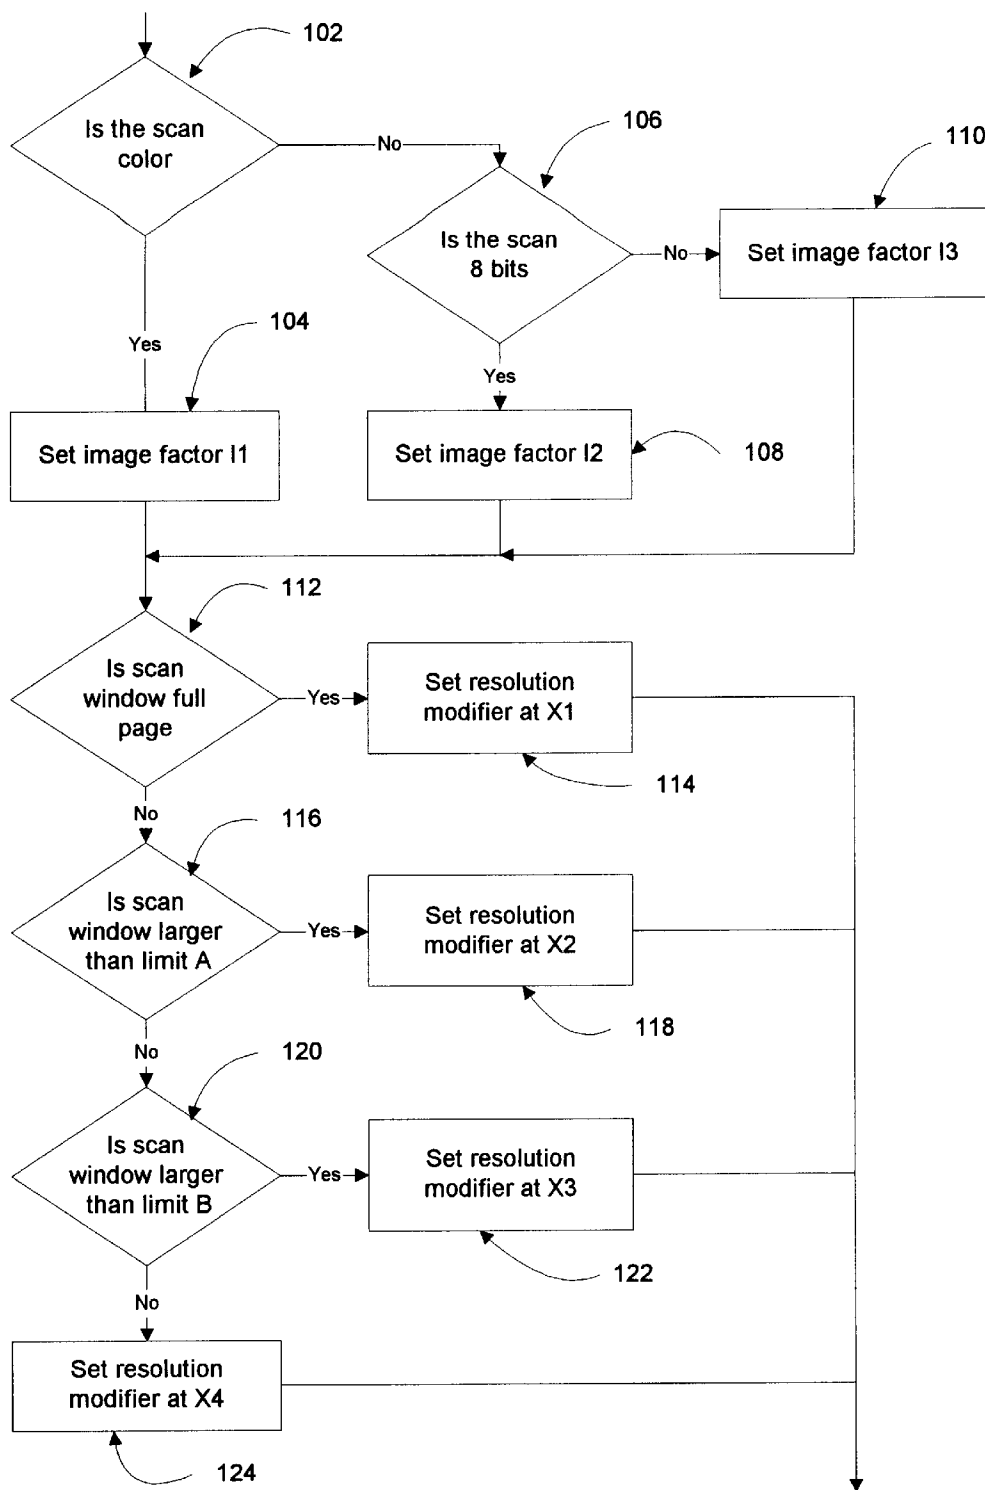 102
Is the scan
color
No
106
110
Is the scan
8 bits
No
Set image factor I3
Yes
104
Yes
Set image factor I1
Set image factor I2
108
112
Is scan
window full
page
Yes
Set resolution
modifier at X1
114
No
116
Is scan
window larger
than limit A
Yes
Set resolution
modifier at X2
118
No
120
Is scan
window larger
than limit B
Yes
Set resolution
modifier at X3
122
No
Set resolution
modifier at X4
124